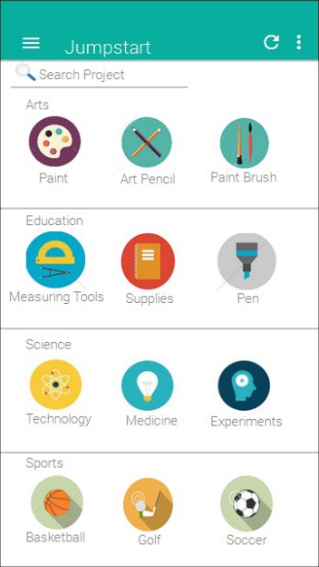 Jumpstart
Search Project
Arts
Paint Art Pencil Paint Brush
Education
Measuring Tools Supplies Pen
Science
Technology Medicine Experiments
Sports
Basketball Golf Soccer